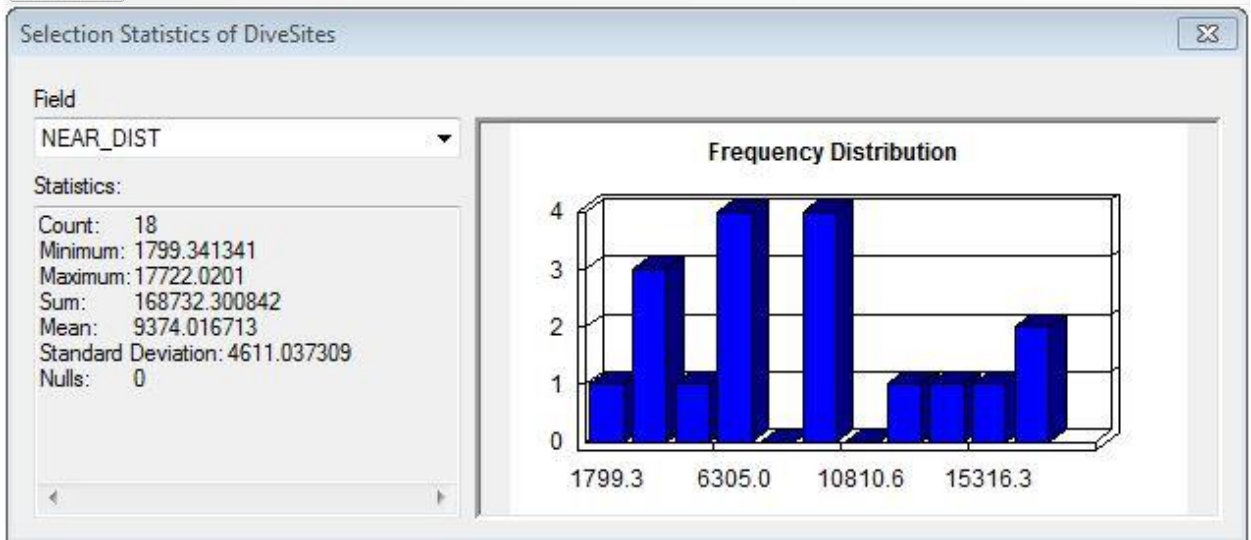 Selection Statistics of DiveSites
Field
NEAR_DIST
Statistics:
Count: 18
Minimum: 1799.341341
Maximum: 17722.0201
Sum: 168732.300842
Mean: 9374.016713
Standard Deviation: 4611.037309
Nulls: 0
Frequency Distribution
4
3
2
1
0
1799.3 6305.0 10810.6 15316.3